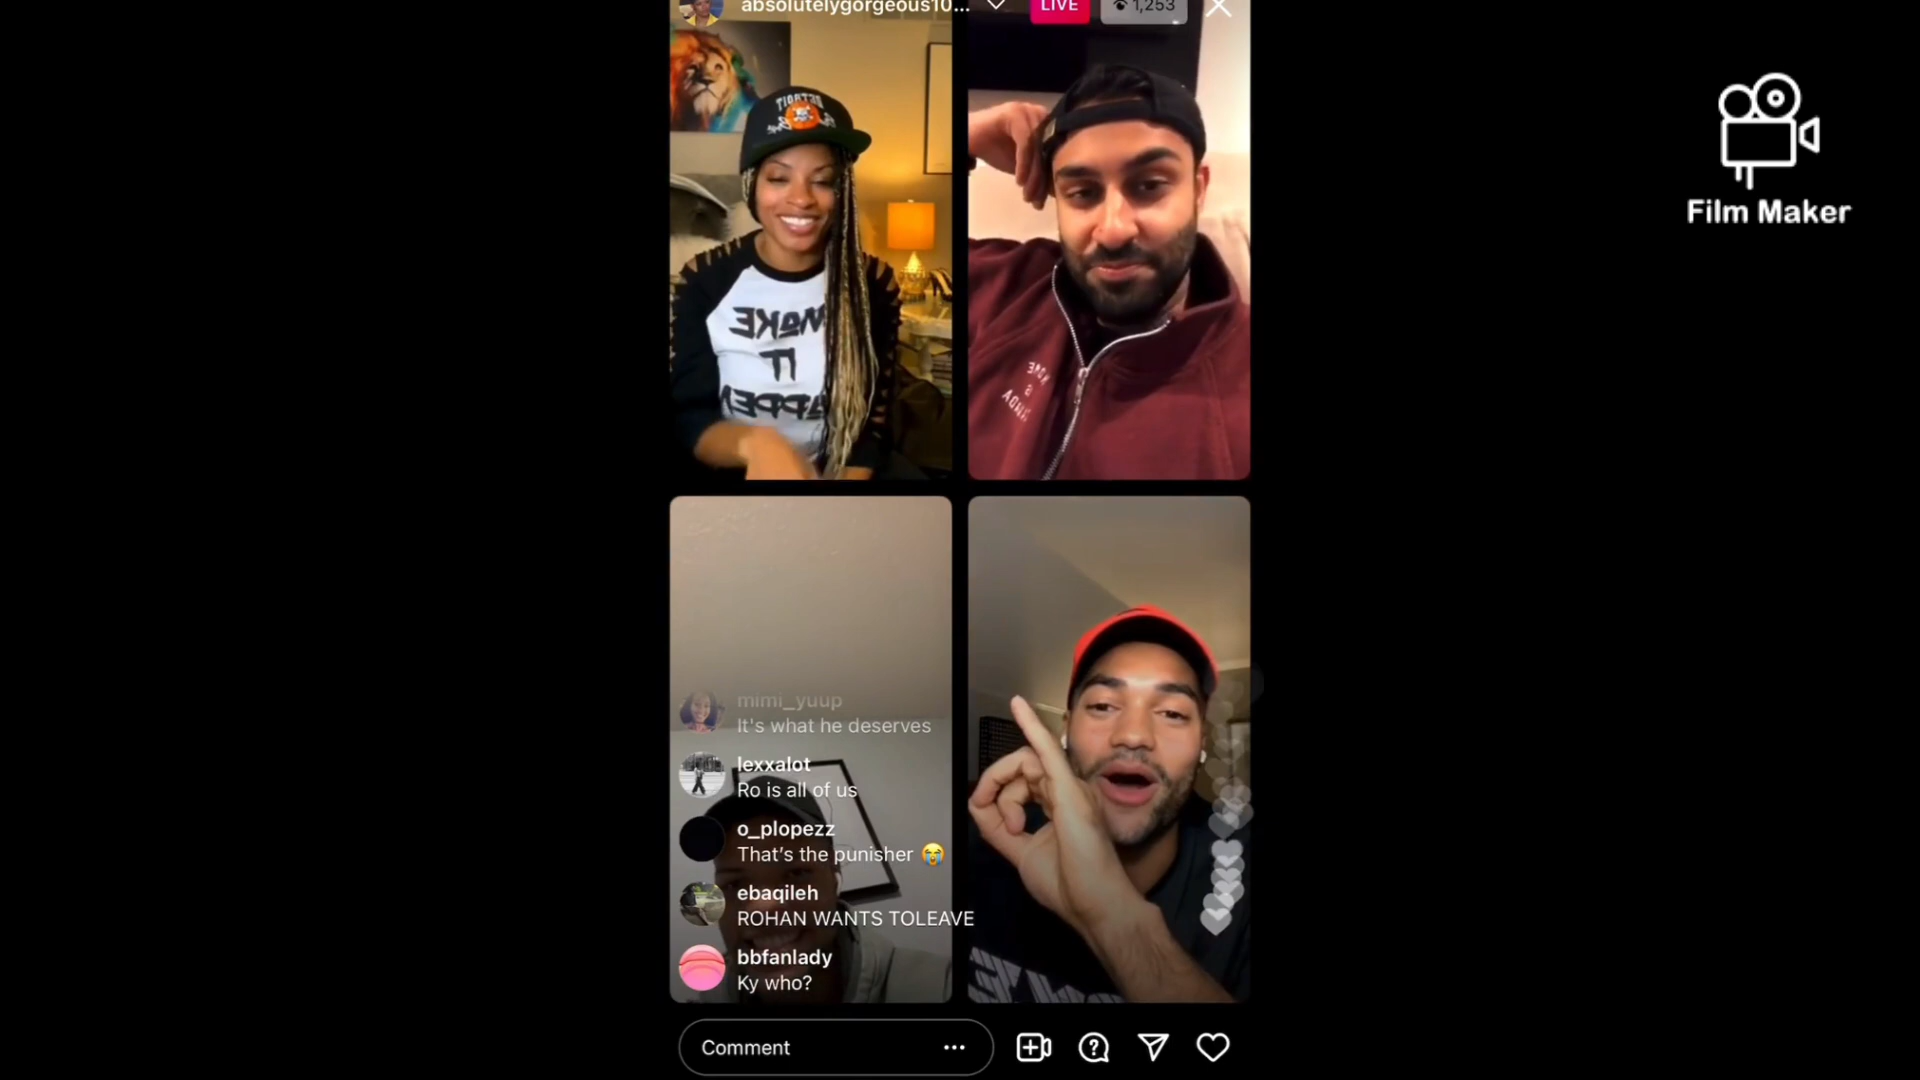 absolutelygorgeous10...
LIVE
1,253
DETROIT
MAKE
IT
Film Maker
mimi_yuup
It's what he deserves
lexxalot
Ro is all of us
o_plopezz
That's the punisher 😭
ebaqileh
ROHAN WANTS TOLEAVE
bbfanlady
Ky who?
Comment